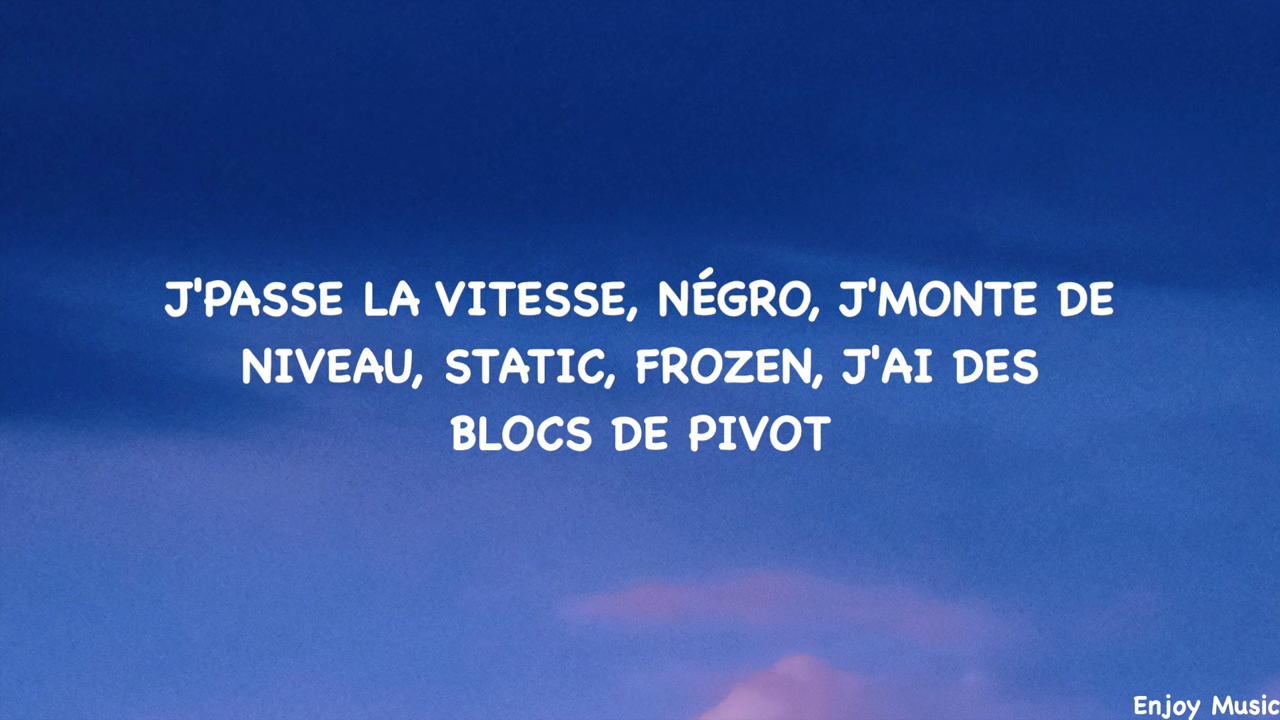 J'PASSE LA VITESSE, NÉGRO, J'MONTE DE
NIVEAU, STATIC, FROZEN, J'AI DES
BLOCS DE PIVOT
Enjoy Music